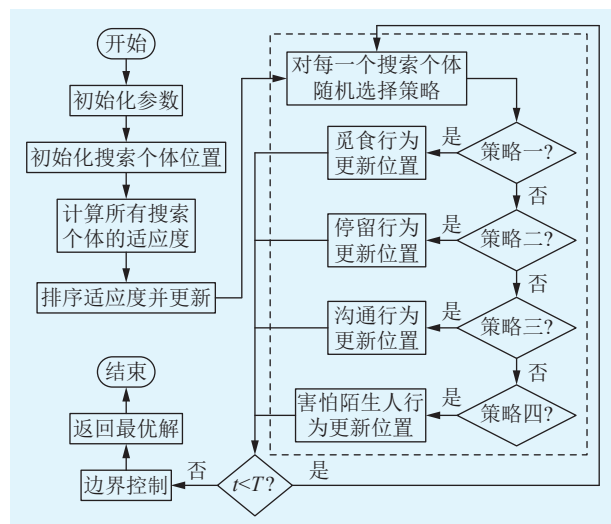 开始
初始化参数
初始化搜索个体位置
计算所有搜索
个体的适应度
排序适应度并更新
对每一个搜索个体
随机选择策略
策略一?
是
觅食行为
更新位置
否
策略二?
是
停留行为
更新位置
否
策略三?
是
沟通行为
更新位置
否
策略四?
是
害怕陌生人行
为更新位置
t<T?
是
否
边界控制
返回最优解
结束